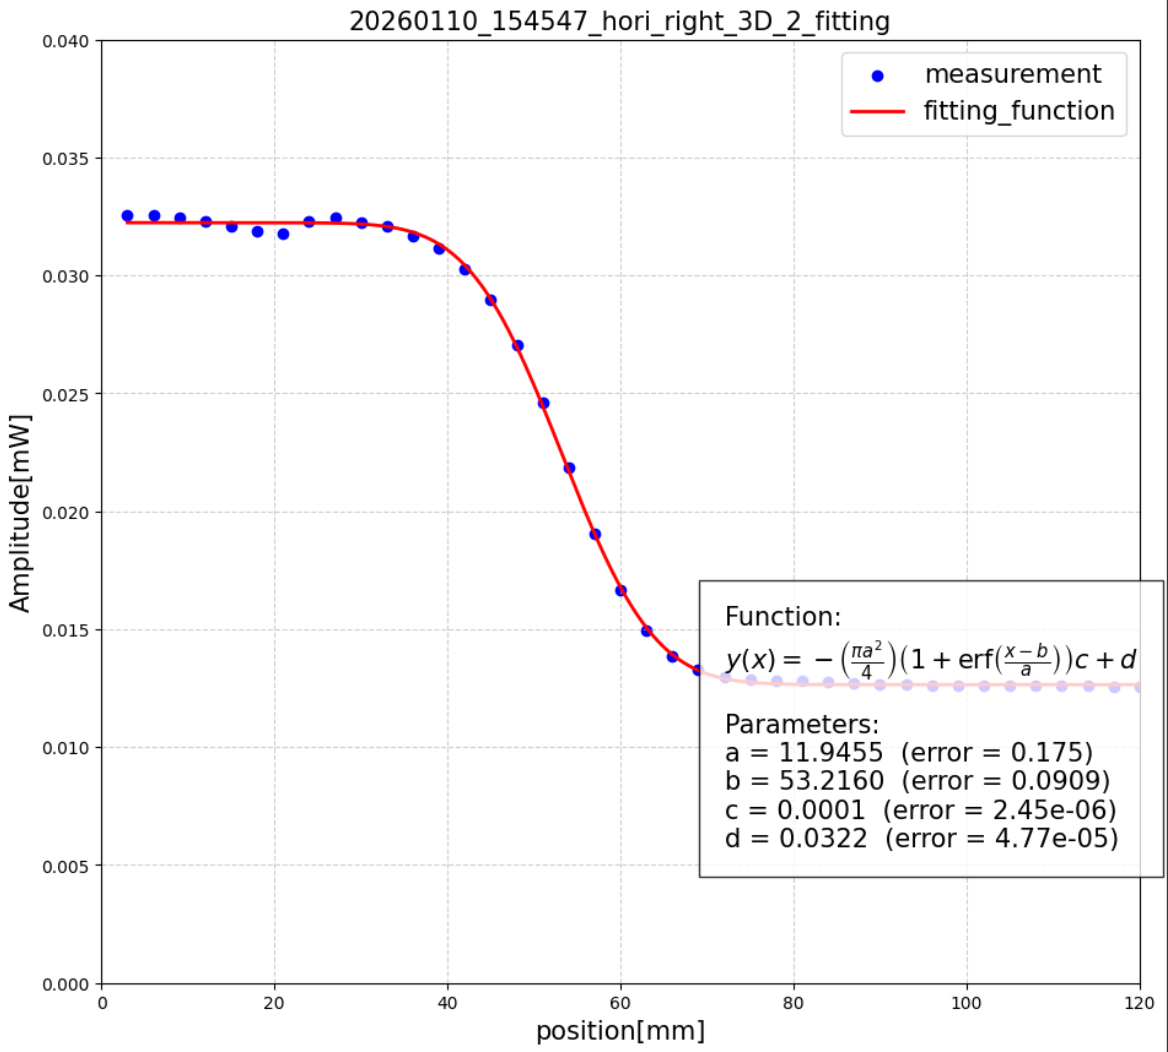 20260110_154547_hori_right_3D_2_fitting
measurement
fitting_function
0.040
0.035
0.030
0.025
0.020
0.015
0.010
0.005
0.000
Amplitude[mW]
Function:
y(x) = −(πa²/4)(1 + erf((x − b)/a))c + d
Parameters:
a = 11.9455 (error = 0.175)
b = 53.2160 (error = 0.0909)
c = 0.0001 (error = 2.45e-06)
d = 0.0322 (error = 4.77e-05)
0 20 40 60 80 100 120
position[mm]